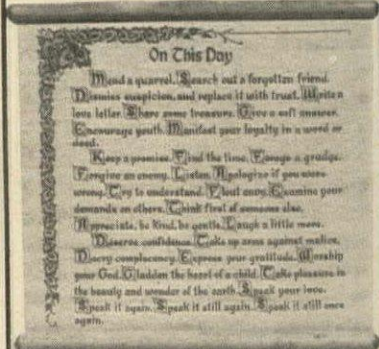 On This Day
Mend a quarrel. Search out a forgotten friend.
Dismiss suspicion, and replace it with trust. Write a
love letter. Share some treasure. Give a soft answer.
Encourage youth. Manifest your loyalty in a word or
deed.
Keep a promise. Find the time. Forego a grudge.
Forgive an enemy. Listen. Apologize if you were
wrong. Try to understand. Flout envy. Examine your
demands on others. Think first of someone else.
Appreciate, be kind, be gentle. Laugh a little more.
Deserve confidence. Take up arms against malice.
Decry complacency. Express your gratitude. Worship
your God. Gladden the heart of a child. Take pleasure in
the beauty and wonder of the earth. Speak your love.
Speak it again. Speak it still again. Speak it still once
again.